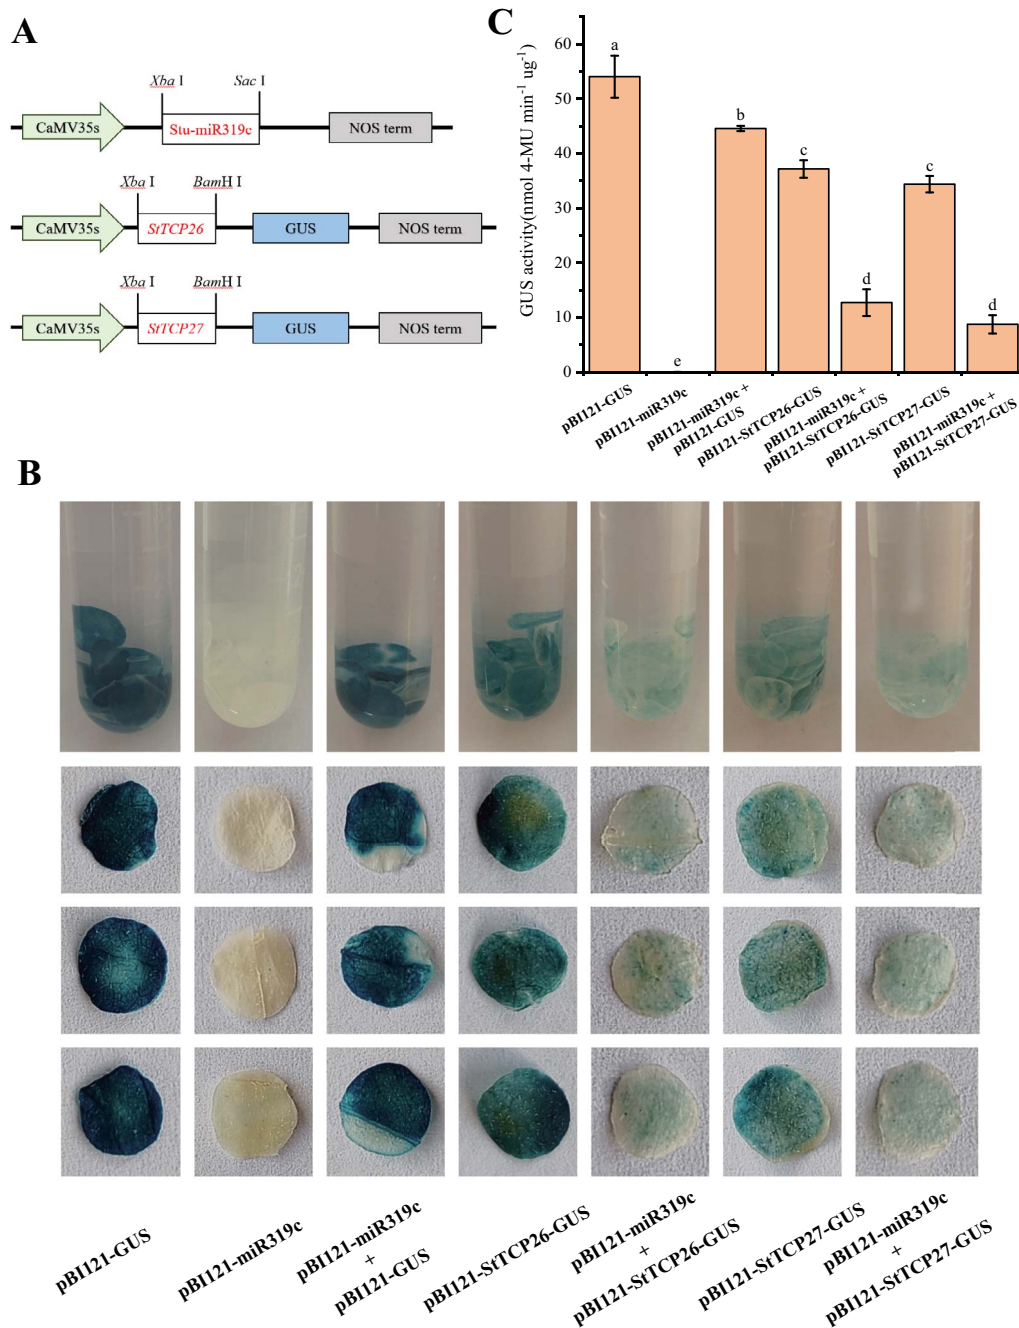 A
Xba I
Sac I
CaMV35s
Stu-miR319c
NOS term
Xba I
BamH I
CaMV35s
StTCP26
GUS
NOS term
Xba I
BamH I
CaMV35s
StTCP27
GUS
NOS term
C
GUS activity(nmol 4-MU min⁻¹ ug⁻¹)
60
50
40
30
20
10
0
a
e
b
c
d
c
d
pBI121-GUS
pBI121-miR319c
pBI121-miR319c +
pBI121-GUS
pBI121-StTCP26-GUS
pBI121-miR319c +
pBI121-StTCP26-GUS
pBI121-StTCP27-GUS
pBI121-miR319c +
pBI121-StTCP27-GUS
B
pBI121-GUS
pBI121-miR319c
pBI121-miR319c
+
pBI121-GUS
pBI121-StTCP26-GUS
pBI121-miR319c
+
pBI121-StTCP26-GUS
pBI121-StTCP27-GUS
pBI121-miR319c
+
pBI121-StTCP27-GUS